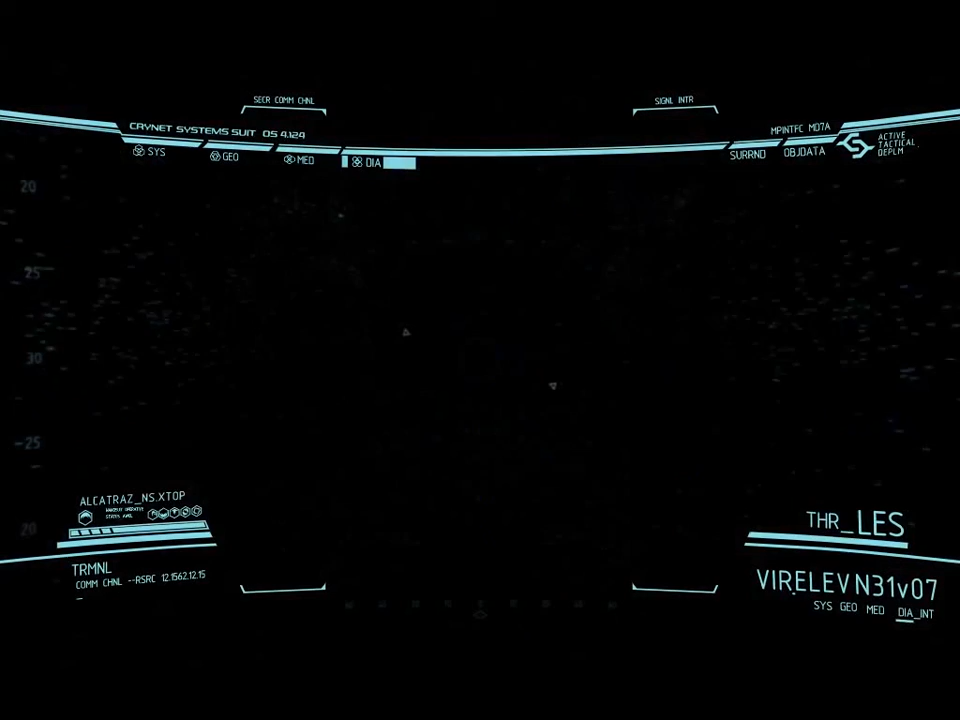 SECR COMM CHNL
SIGNL INTR
CRYNET SYSTEMS SUIT OS 4.124
MPINTFC MD7A
SYS
GEO
MED
DIA
SURRND
OBJDATA
ACTIVE
TACTICAL
DEPLM
20
25
30
-25
20
ALCATRAZ_NS.XTOP
THR_LES
TRMNL
COMM CHNL --RSRC 12.1562.12.15
_
VIRELEVN31v07
SYS GEO MED DIA_INT